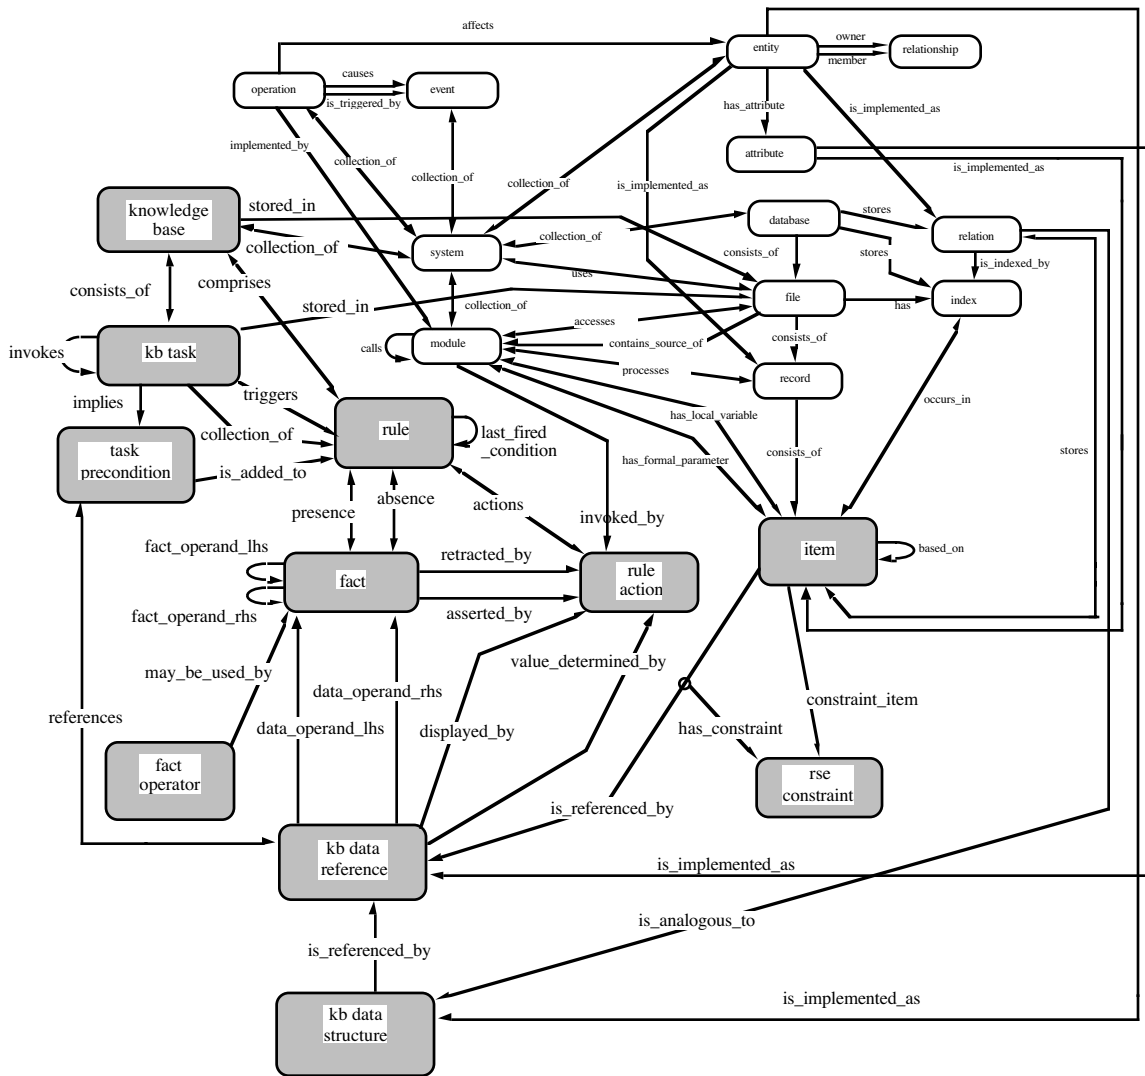 affects
entity
owner
relationship
member
operation
causes
event
is_triggered_by
has_attribute
is_implemented_as
implemented_by
collection_of
collection_of
collection_of
is_implemented_as
attribute
is_implemented_as
knowledge
base
stored_in
collection_of
system
collection_of
database
stores
relation
consists_of
stores
is_indexed_by
consists_of
comprises
stored_in
uses
collection_of
file
has
index
invokes
kb task
calls
module
accesses
contains_source_of
processes
consists_of
record
implies
triggers
collection_of
rule
last_fired
_condition
has_local_variable
occurs_in
task
precondition
is_added_to
has_formal_parameter
consists_of
stores
presence
absence
actions
invoked_by
item
based_on
fact_operand_lhs
fact_operand_rhs
fact
retracted_by
asserted_by
rule
action
may_be_used_by
data_operand_rhs
value_determined_by
constraint_item
references
data_operand_lhs
displayed_by
has_constraint
fact
operator
rse
constraint
is_referenced_by
kb data
reference
is_implemented_as
is_analogous_to
is_referenced_by
is_implemented_as
kb data
structure